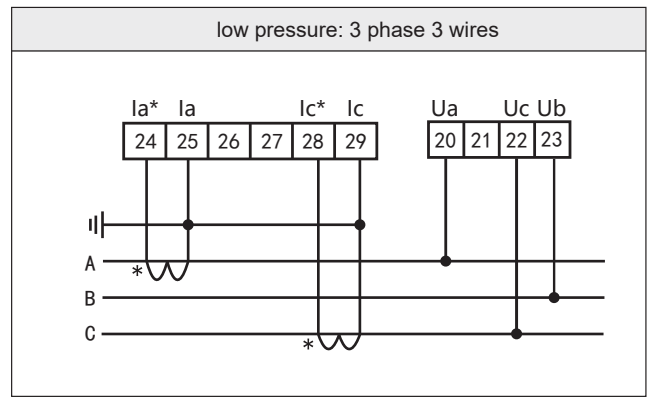 low pressure: 3 phase 3 wires
Ia* Ia Ic* Ic Ua Uc Ub
24 25 26 27 28 29 20 21 22 23
A
*
B
C
*